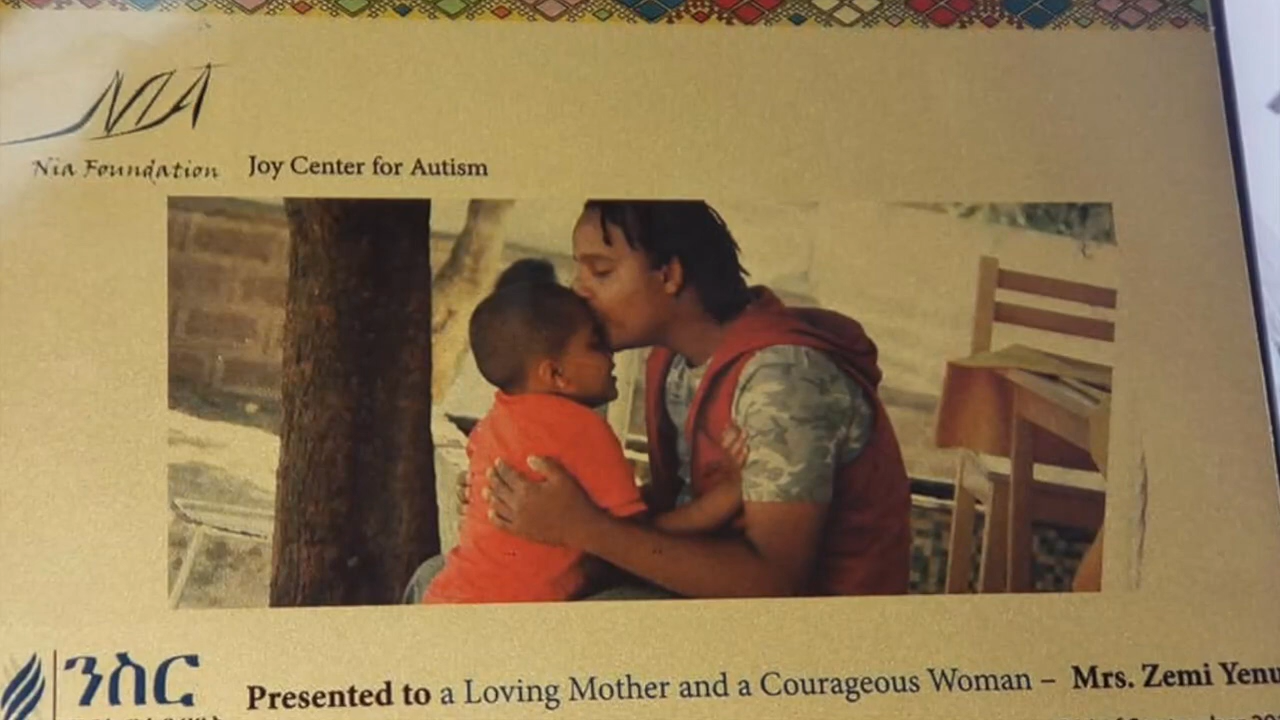 NIA
Nia Foundation
Joy Center for Autism
ንስር
Presented to a Loving Mother and a Courageous Woman – Mrs. Zemi Yenu